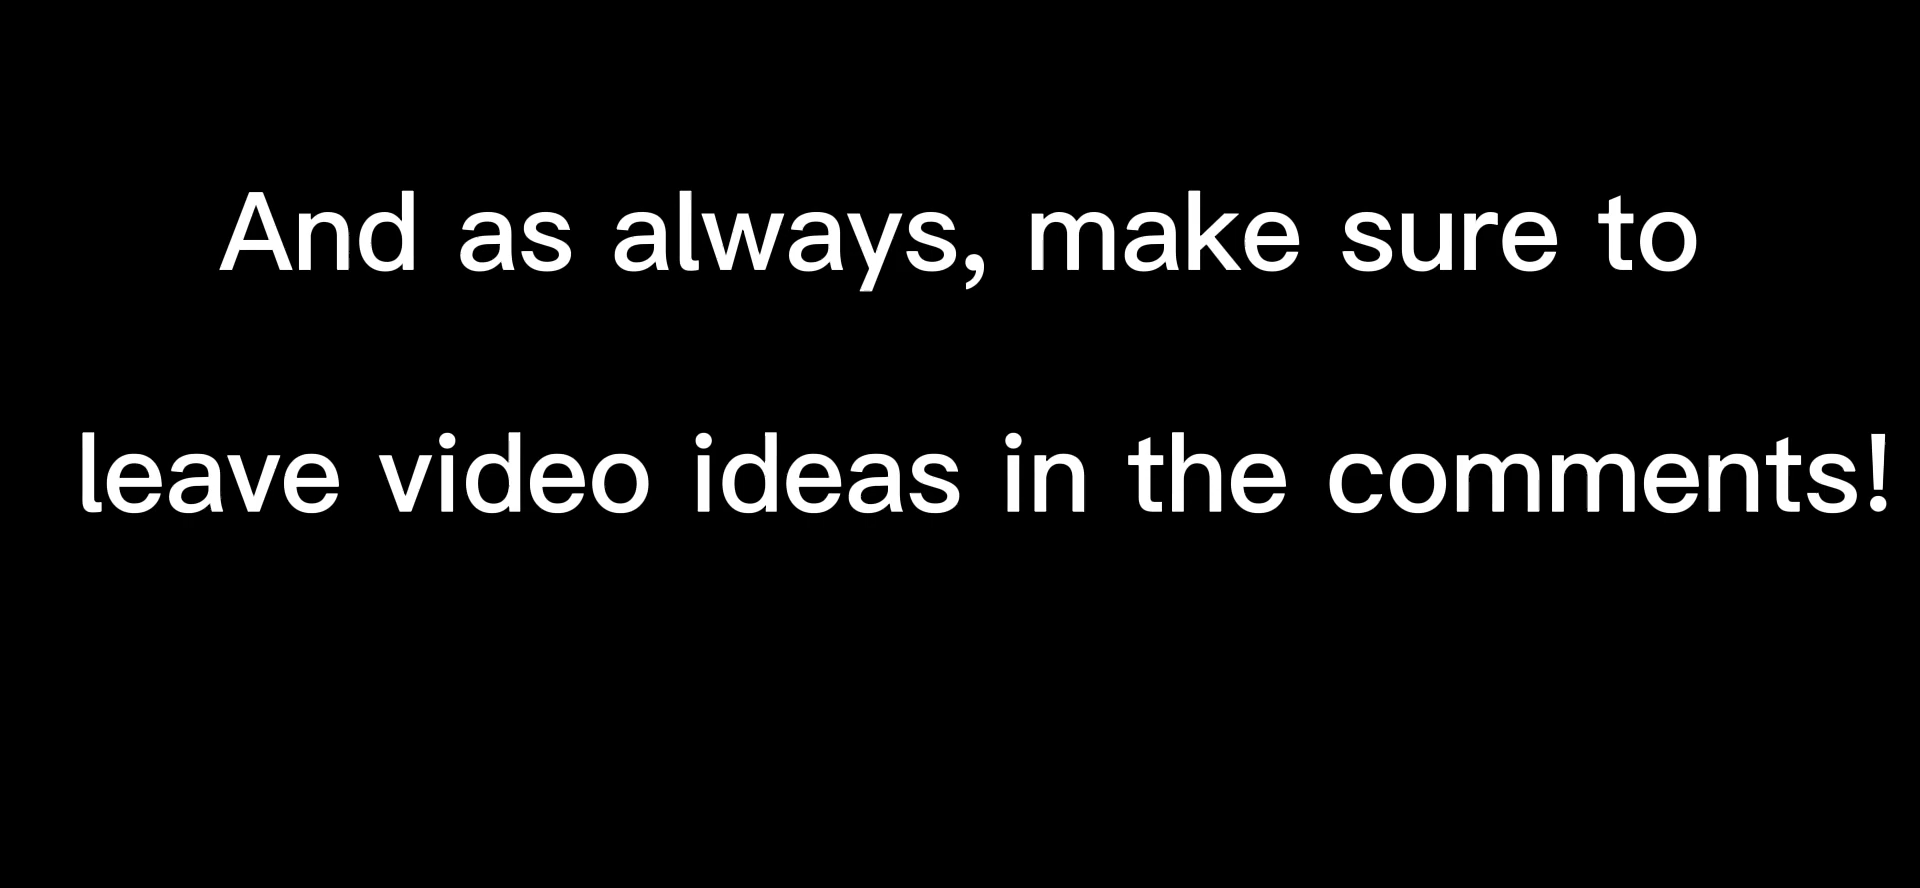 And as always, make sure to
leave video ideas in the comments!